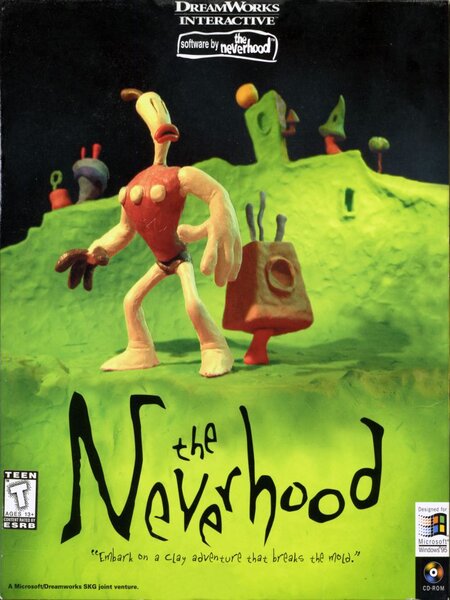 DREAMWORKS
INTERACTIVE™
software by the neverhood
the
Neverhood
"Embark on a clay adventure that breaks the mold."
TEEN
T
AGES 13+
CONTENT RATED BY
ESRB
Designed for
Microsoft
Windows 95
CD-ROM
A Microsoft/Dreamworks SKG joint venture.